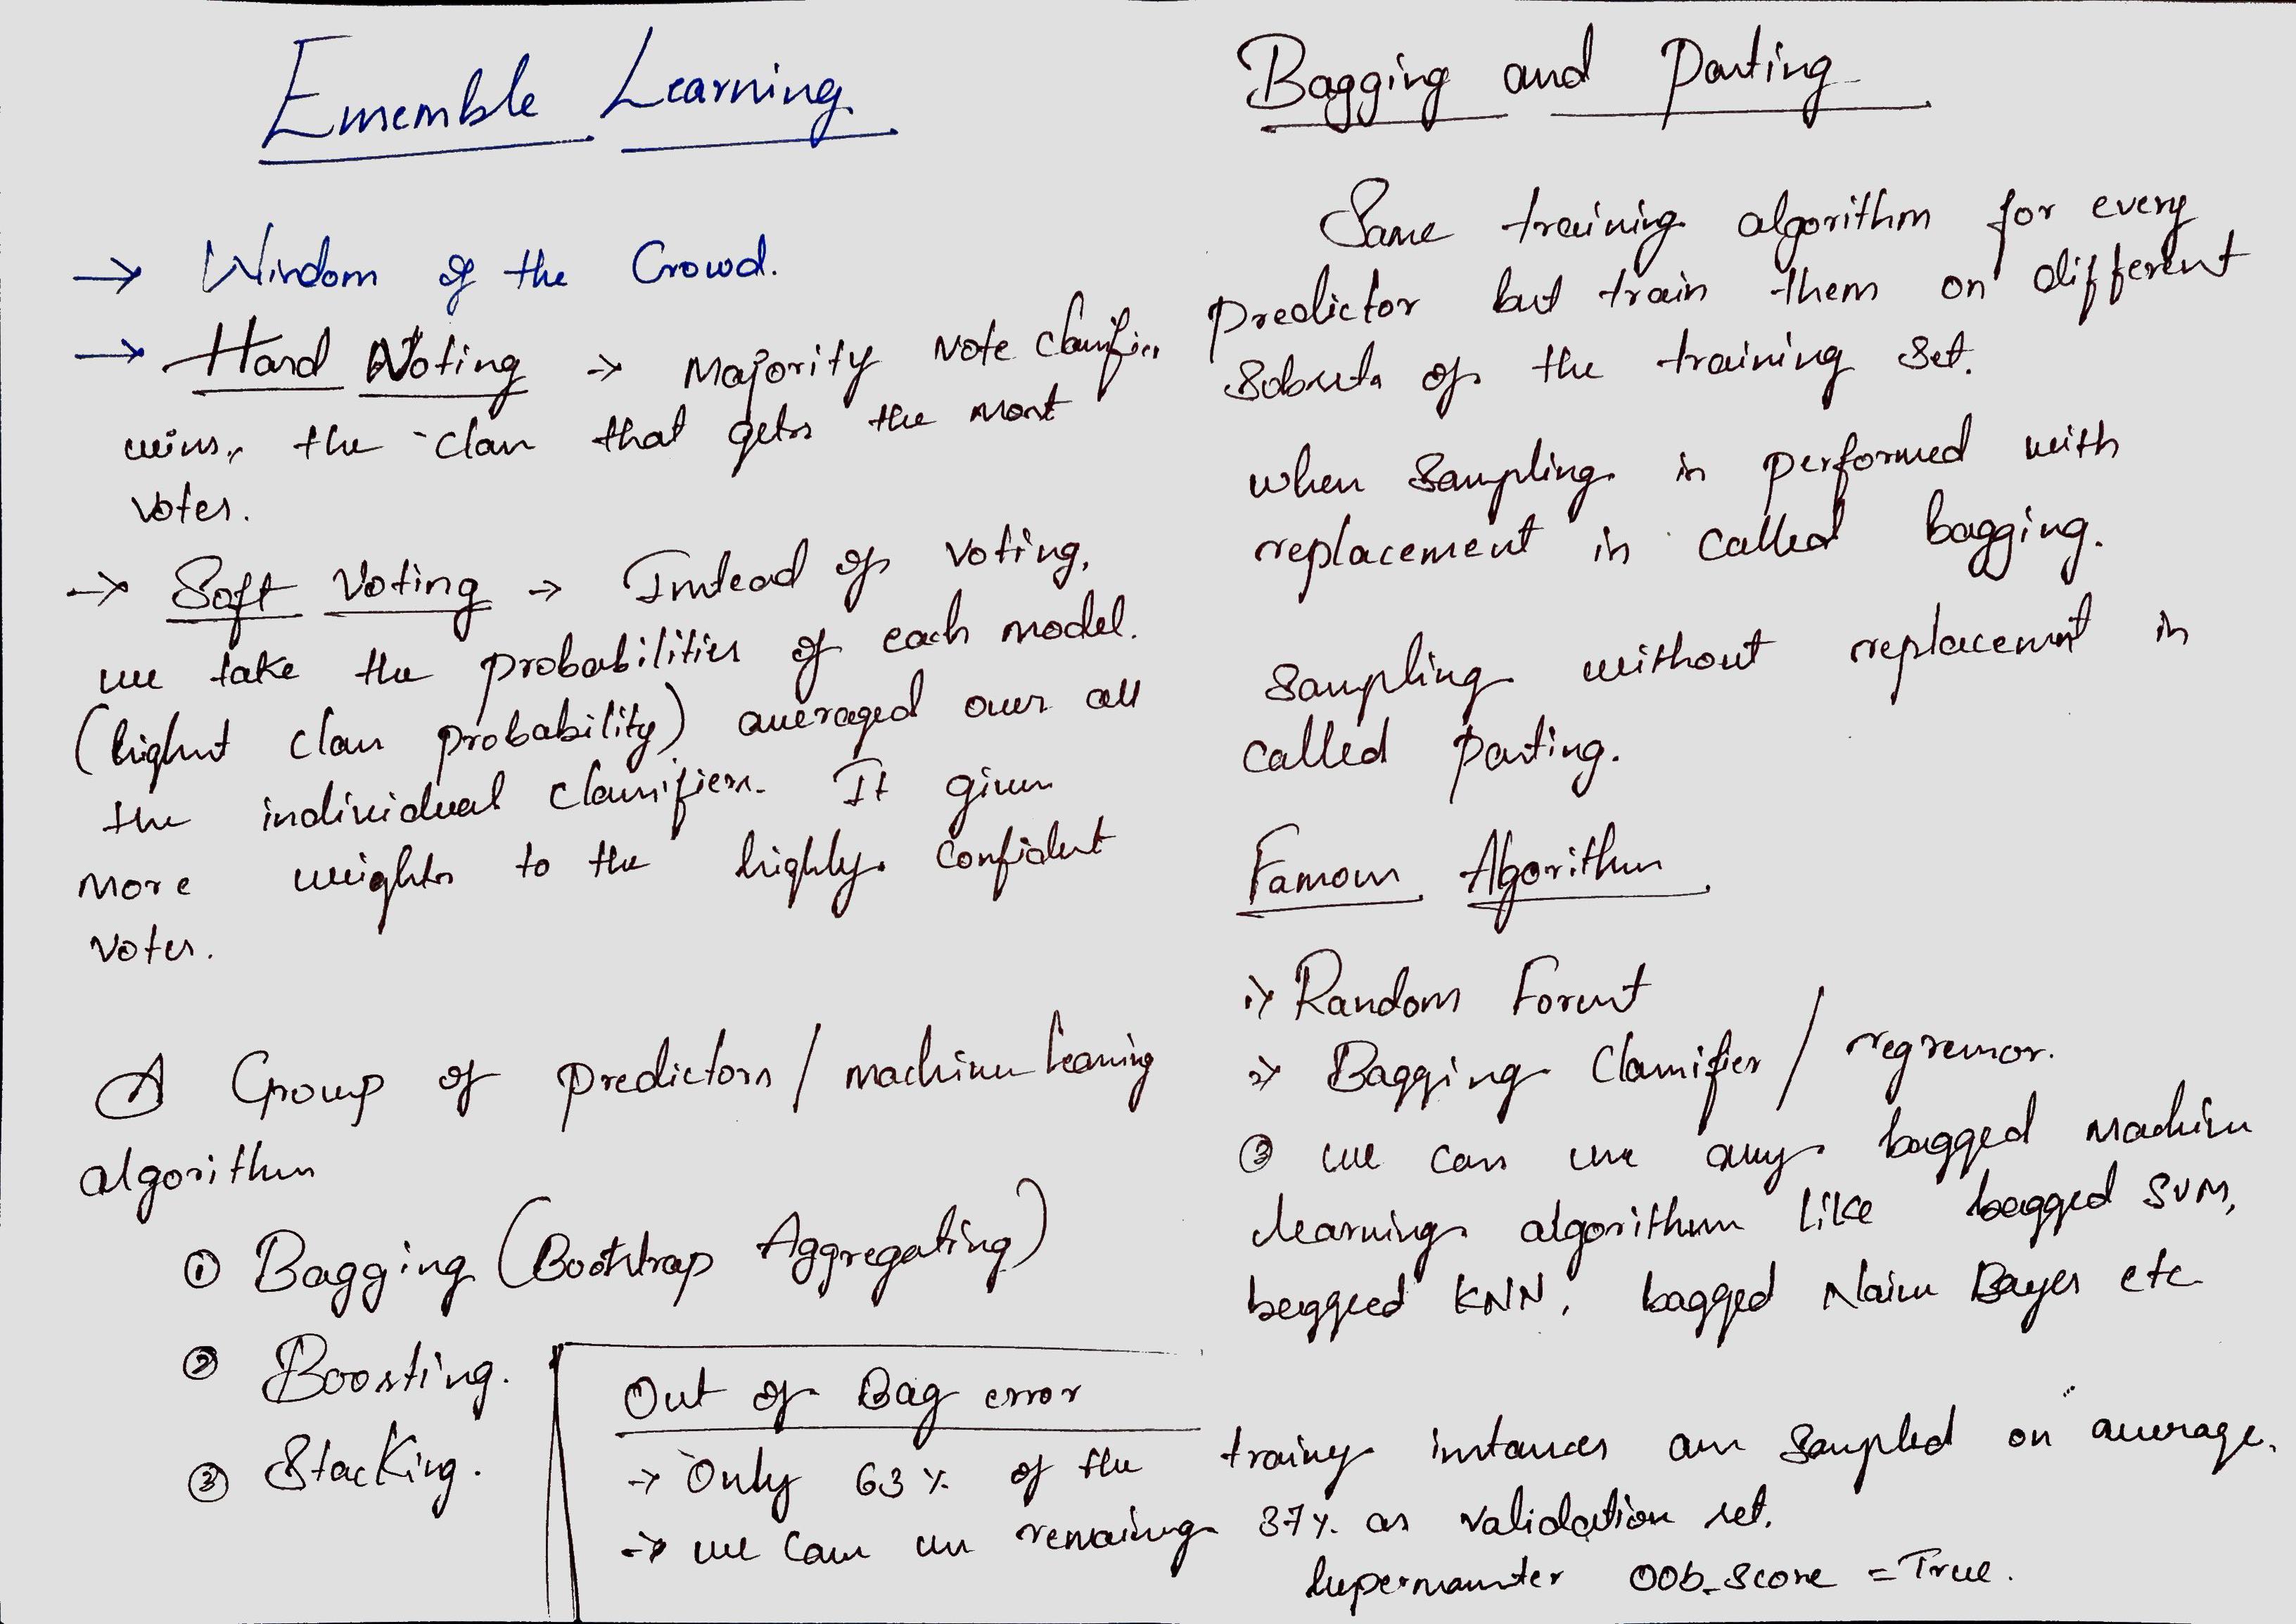 Ensemble Learning
→ Wisdom of the Crowd.
→ Hard Voting → Majority vote classifier
wins, the class that gets the most
votes.
→ Soft Voting → Instead of voting,
we take the probabilities of each model.
(highest class probability) averaged over all
the individual classifiers. It gives
more weights to the highly confident
votes.
A Group of predictors / machine learning
algorithm
① Bagging (Bootstrap Aggregating)
② Boosting.
③ Stacking.
Bagging and Pasting
Same training algorithm for every
predictor but train them on different
subsets of the training set.
when sampling is performed with
replacement is called bagging.
sampling without replacement is
called pasting.
Famous Algorithm
1) Random Forest
2) Bagging Classifier / regressor.
③ we can use any bagged machine
learning algorithm like bagged SVM,
bagged KNN, bagged Naive Bayes etc
Out of Bag error
→ Only 63% of the training instances are sampled on average.
→ we can use remaining 37% as validation set.
oob_score = True.